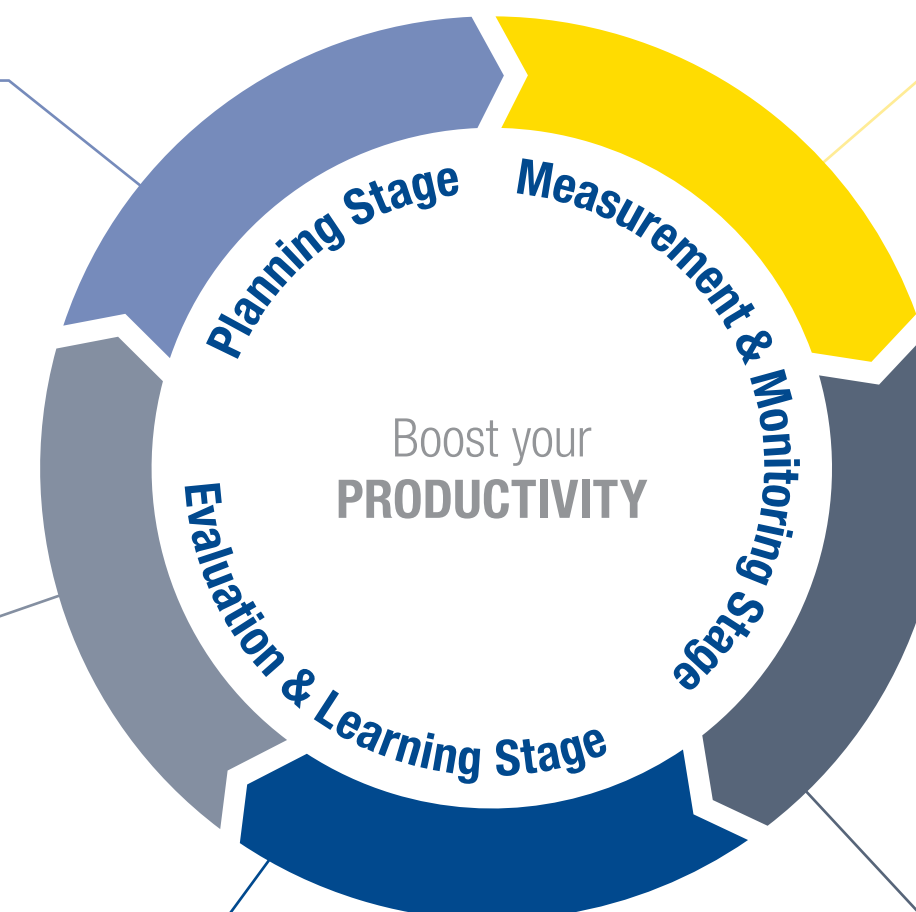 Planning Stage
Measurement & Monitoring Stage
Evaluation & Learning Stage
Boost your
PRODUCTIVITY